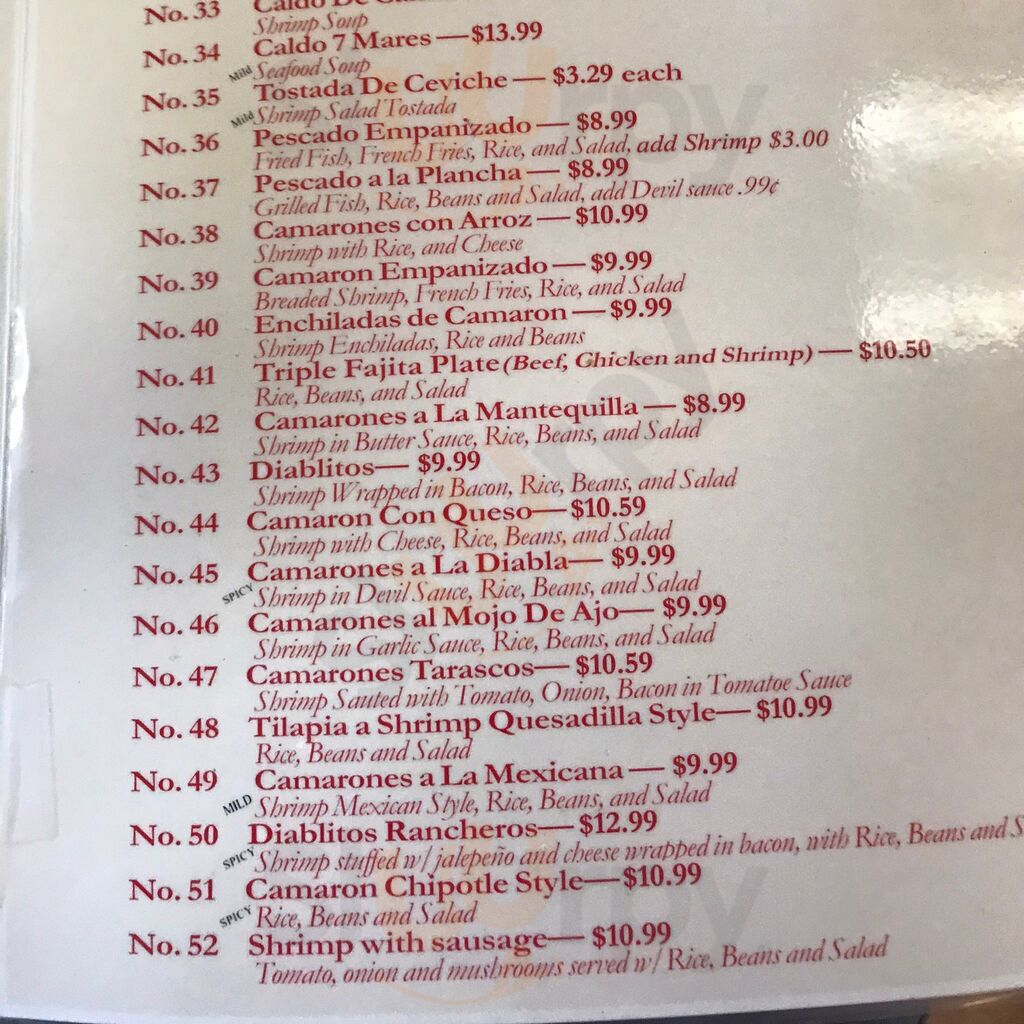 No. 33 Caldo De
Shrimp Soup
No. 34 Caldo 7 Mares — $13.99
Mild Seafood Soup
No. 35 Tostada De Ceviche — $3.29 each
Mild Shrimp Salad Tostada
No. 36 Pescado Empanizado — $8.99
Fried Fish, French Fries, Rice, and Salad, add Shrimp $3.00
No. 37 Pescado a la Plancha — $8.99
Grilled Fish, Rice, Beans and Salad, add Devil sauce .99¢
No. 38 Camarones con Arroz — $10.99
Shrimp with Rice, and Cheese
No. 39 Camaron Empanizado — $9.99
Breaded Shrimp, French Fries, Rice, and Salad
No. 40 Enchiladas de Camaron — $9.99
Shrimp Enchiladas, Rice and Beans
No. 41 Triple Fajita Plate (Beef, Chicken and Shrimp) — $10.50
Rice, Beans, and Salad
No. 42 Camarones a La Mantequilla — $8.99
Shrimp in Butter Sauce, Rice, Beans, and Salad
No. 43 Diablitos— $9.99
Shrimp Wrapped in Bacon, Rice, Beans, and Salad
No. 44 Camaron Con Queso—$10.59
Shrimp with Cheese, Rice, Beans, and Salad
No. 45 Camarones a La Diabla— $9.99
SPICY Shrimp in Devil Sauce, Rice, Beans, and Salad
No. 46 Camarones al Mojo De Ajo— $9.99
Shrimp in Garlic Sauce, Rice, Beans, and Salad
No. 47 Camarones Tarascos— $10.59
Shrimp Sauted with Tomato, Onion, Bacon in Tomatoe Sauce
No. 48 Tilapia a Shrimp Quesadilla Style— $10.99
Rice, Beans and Salad
No. 49 Camarones a La Mexicana — $9.99
MILD Shrimp Mexican Style, Rice, Beans, and Salad
No. 50 Diablitos Rancheros— $12.99
SPICY Shrimp stuffed w/ jalepeño and cheese wrapped in bacon, with Rice, Beans and S
No. 51 Camaron Chipotle Style—$10.99
SPICY Rice, Beans and Salad
No. 52 Shrimp with sausage— $10.99
Tomato, onion and mushrooms served w/ Rice, Beans and Salad